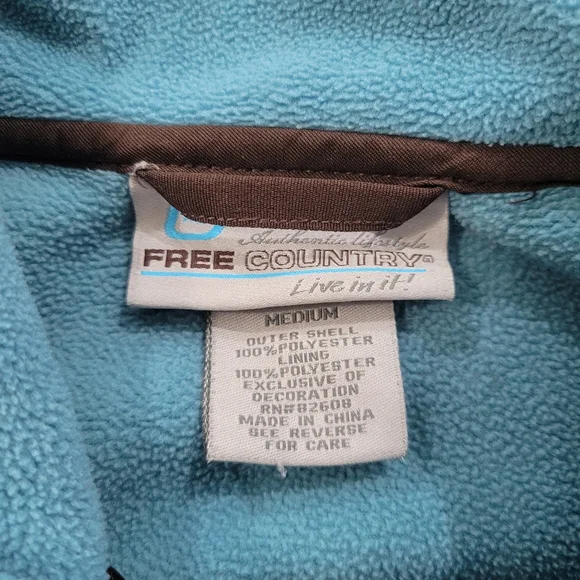 Authentic lifestyle
FREE COUNTRY®
Live in it!
MEDIUM
OUTER SHELL
100%POLYESTER
LINING
100%POLYESTER
EXCLUSIVE OF
DECORATION
RN#82608
MADE IN CHINA
SEE REVERSE
FOR CARE